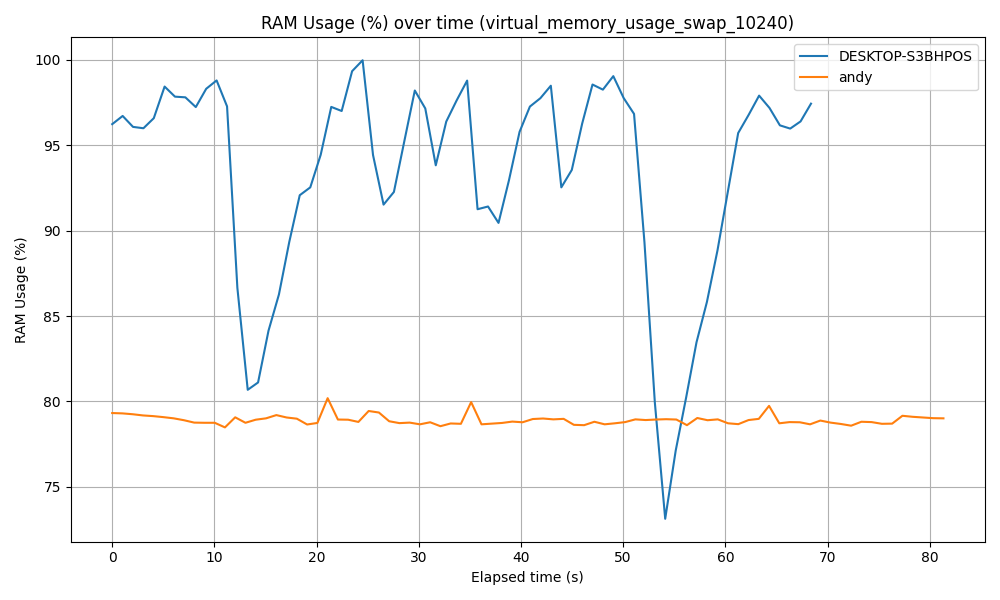 RAM Usage (%) over time (virtual_memory_usage_swap_10240)
DESKTOP-S3BHPOS
andy
RAM Usage (%)
100
95
90
85
80
75
0 10 20 30 40 50 60 70 80
Elapsed time (s)